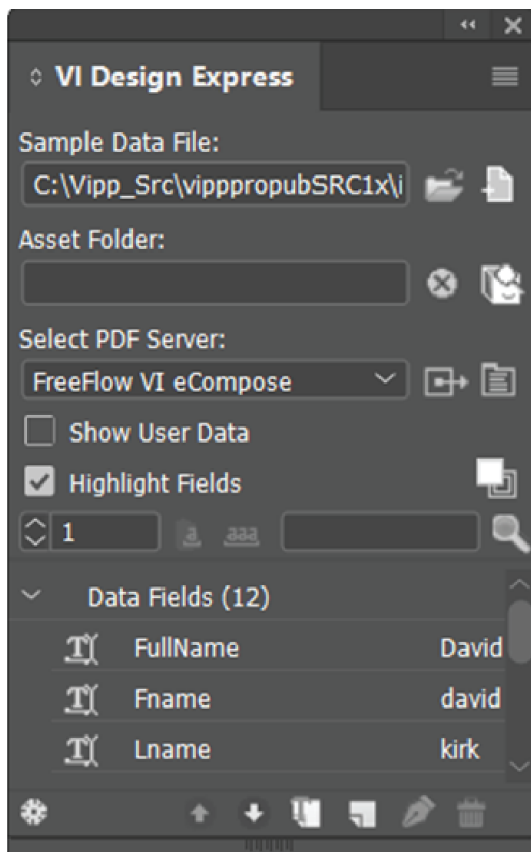 VI Design Express
Sample Data File:
C:\Vipp_Src\vipppropubSRC1x\i
Asset Folder:
Select PDF Server:
FreeFlow VI eCompose
Show User Data
Highlight Fields
1 a aaa
Data Fields (12)
FullName David
Fname david
Lname kirk